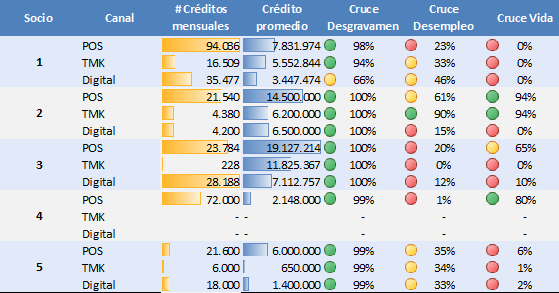 Socio Canal # Créditos mensuales Crédito promedio Cruce Desgravamen Cruce Desempleo Cruce Vida
1 POS 94.036 7.831.974 98% 23% 0%
TMK 16.509 5.552.844 94% 33% 0%
Digital 35.477 3.447.474 66% 46% 0%
2 POS 21.540 14.500.000 100% 61% 94%
TMK 4.380 6.200.000 100% 90% 94%
Digital 4.200 6.500.000 100% 15% 0%
3 POS 23.784 19.127.214 100% 20% 65%
TMK 228 11.825.367 100% 0% 0%
Digital 28.188 7.112.757 100% 12% 10%
4 POS 72.000 2.148.000 99% 1% 80%
TMK - - - - -
Digital - - - - -
5 POS 21.600 6.000.000 99% 35% 6%
TMK 6.000 650.000 99% 34% 1%
Digital 18.000 1.400.000 99% 33% 2%